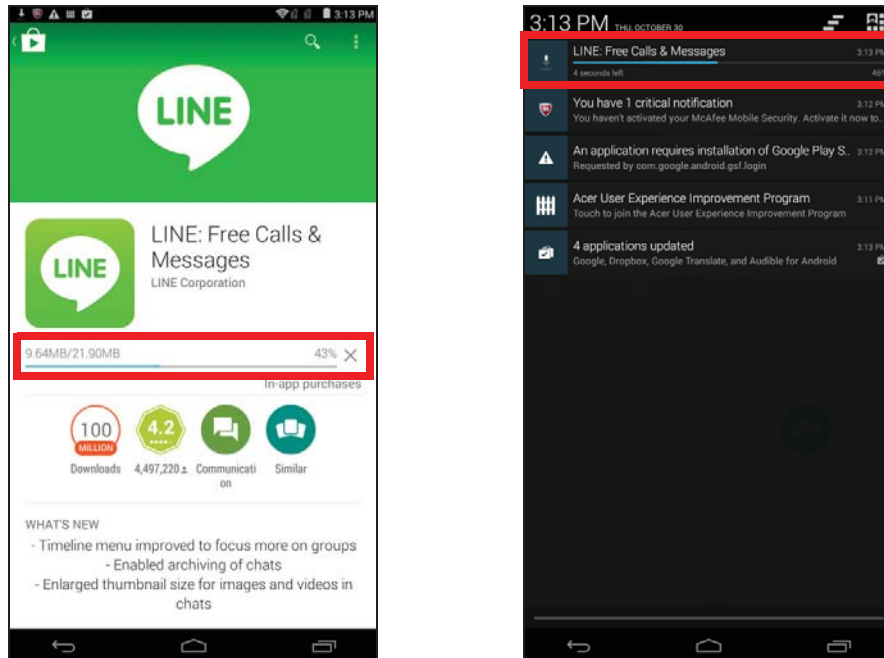 3:13 PM
LINE
LINE
LINE: Free Calls &
Messages
LINE Corporation
9.64MB/21.90MB 43%
In-app purchases
100
MILLION
4.2
Downloads 4,497,220 Communicati
on Similar
WHAT'S NEW
- Timeline menu improved to focus more on groups
- Enabled archiving of chats
- Enlarged thumbnail size for images and videos in
chats
3:13 PM THU, OCTOBER 30
LINE: Free Calls & Messages 3:13 PM
4 seconds left 46%
You have 1 critical notification 3:12 PM
You haven't activated your McAfee Mobile Security. Activate it now to..
An application requires installation of Google Play S.. 3:12 PM
Requested by com.google.android.gsf.login
Acer User Experience Improvement Program 3:11 PM
Touch to join the Acer User Experience Improvement Program
4 applications updated 3:13 PM
Google, Dropbox, Google Translate, and Audible for Android